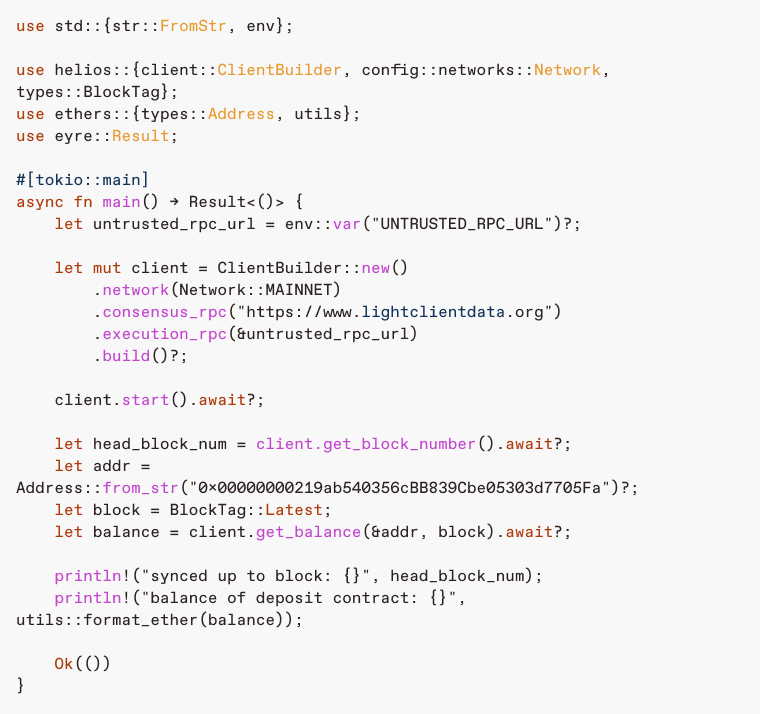 use std::{str::FromStr, env};

use helios::{client::ClientBuilder, config::networks::Network,
types::BlockTag};
use ethers::{types::Address, utils};
use eyre::Result;

#[tokio::main]
async fn main() → Result<()> {
    let untrusted_rpc_url = env::var("UNTRUSTED_RPC_URL")?;

    let mut client = ClientBuilder::new()
        .network(Network::MAINNET)
        .consensus_rpc("https://www.lightclientdata.org")
        .execution_rpc(&untrusted_rpc_url)
        .build()?;

    client.start().await?;

    let head_block_num = client.get_block_number().await?;
    let addr =
Address::from_str("0×00000000219ab540356cBB839Cbe05303d7705Fa")?;
    let block = BlockTag::Latest;
    let balance = client.get_balance(&addr, block).await?;

    println!("synced up to block: {}", head_block_num);
    println!("balance of deposit contract: {}",
utils::format_ether(balance));

    Ok(())
}